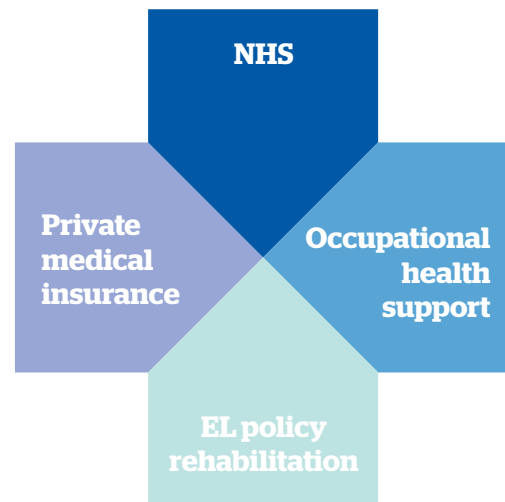 NHS
Private
medical
insurance
Occupational
health
support
EL policy
rehabilitation